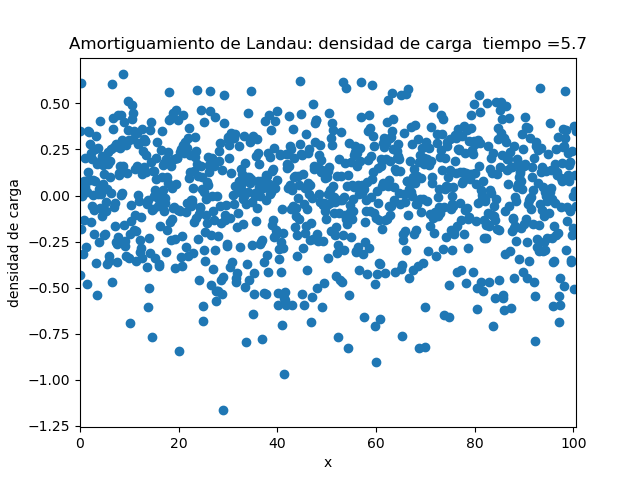 Amortiguamiento de Landau: densidad de carga  tiempo =5.7
densidad de carga
0.50
0.25
0.00
−0.25
−0.50
−0.75
−1.00
−1.25
0 20 40 60 80 100
x